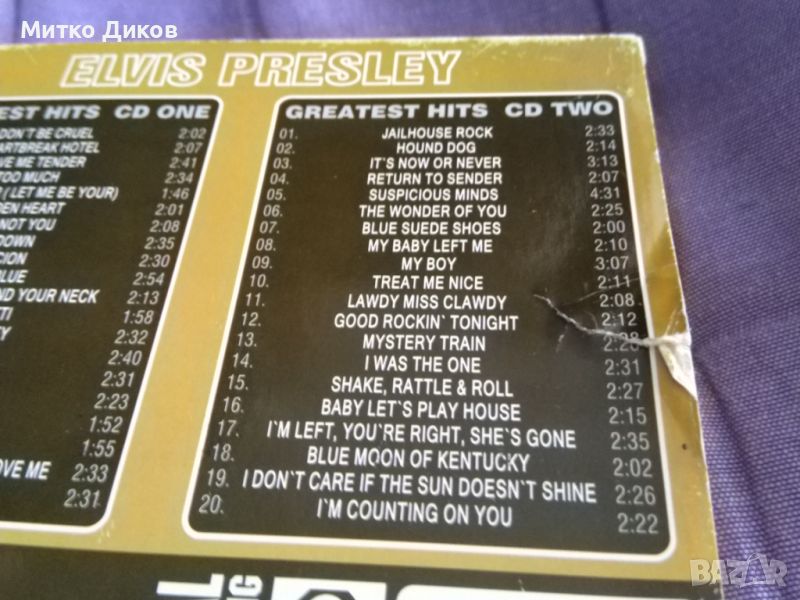 Митко Диков
ELVIS PRESLEY
EST HITS CD ONE
DON'T BE CRUEL 2:02
ARTBREAK HOTEL 2:07
VE ME TENDER 2:41
TOO MUCH 2:34
(LET ME BE YOUR) 1:46
DEN HEART 2:01
NOT YOU 2:08
DOWN 2:35
CION 2:30
BLUE 2:54
ND YOUR NECK 2:13
TTI 1:58
TY 2:32
2:40
2:31
2:23
1:52
1:55
OVE ME 2:33
2:31
GREATEST HITS CD TWO
01. JAILHOUSE ROCK 2:33
02. HOUND DOG 2:14
03. IT`S NOW OR NEVER 3:13
04. RETURN TO SENDER 2:07
05. SUSPICIOUS MINDS 4:31
06. THE WONDER OF YOU 2:25
07. BLUE SUEDE SHOES 2:00
08. MY BABY LEFT ME 2:10
09. MY BOY 3:07
10. TREAT ME NICE 2:11
11. LAWDY MISS CLAWDY 2:08
12. GOOD ROCKIN` TONIGHT 2:12
13. MYSTERY TRAIN 2:28
14. I WAS THE ONE 2:31
15. SHAKE, RATTLE & ROLL 2:27
16. BABY LET`S PLAY HOUSE 2:15
17. I`M LEFT, YOU`RE RIGHT, SHE`S GONE 2:35
18. BLUE MOON OF KENTUCKY 2:02
19. I DON`T CARE IF THE SUN DOESN`T SHINE 2:26
20. I`M COUNTING ON YOU 2:22
BAZAR